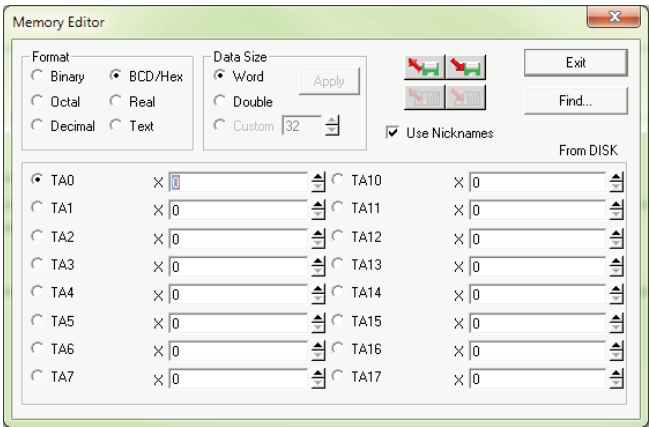 Memory Editor
Format
Binary BCD/Hex
Octal Real
Decimal Text
Data Size
Word Apply
Double
Custom 32
Use Nicknames
Exit
Find...
From DISK
TA0 X 0 TA10 X 0
TA1 X 0 TA11 X 0
TA2 X 0 TA12 X 0
TA3 X 0 TA13 X 0
TA4 X 0 TA14 X 0
TA5 X 0 TA15 X 0
TA6 X 0 TA16 X 0
TA7 X 0 TA17 X 0